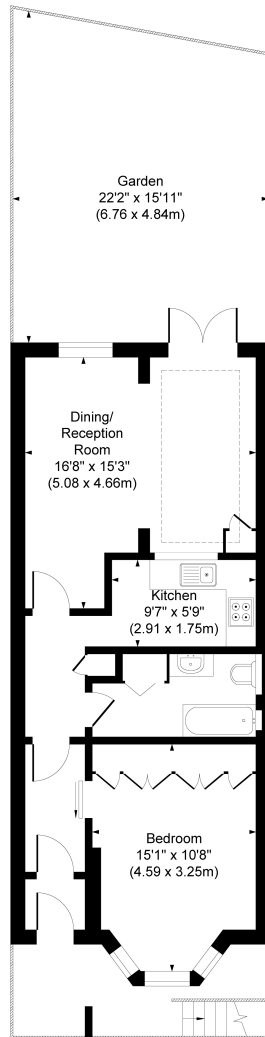 Garden
22'2" x 15'11"
(6.76 x 4.84m)
Dining/
Reception
Room
16'8" x 15'3"
(5.08 x 4.66m)
Kitchen
9'7" x 5'9"
(2.91 x 1.75m)
Bedroom
15'1" x 10'8"
(4.59 x 3.25m)